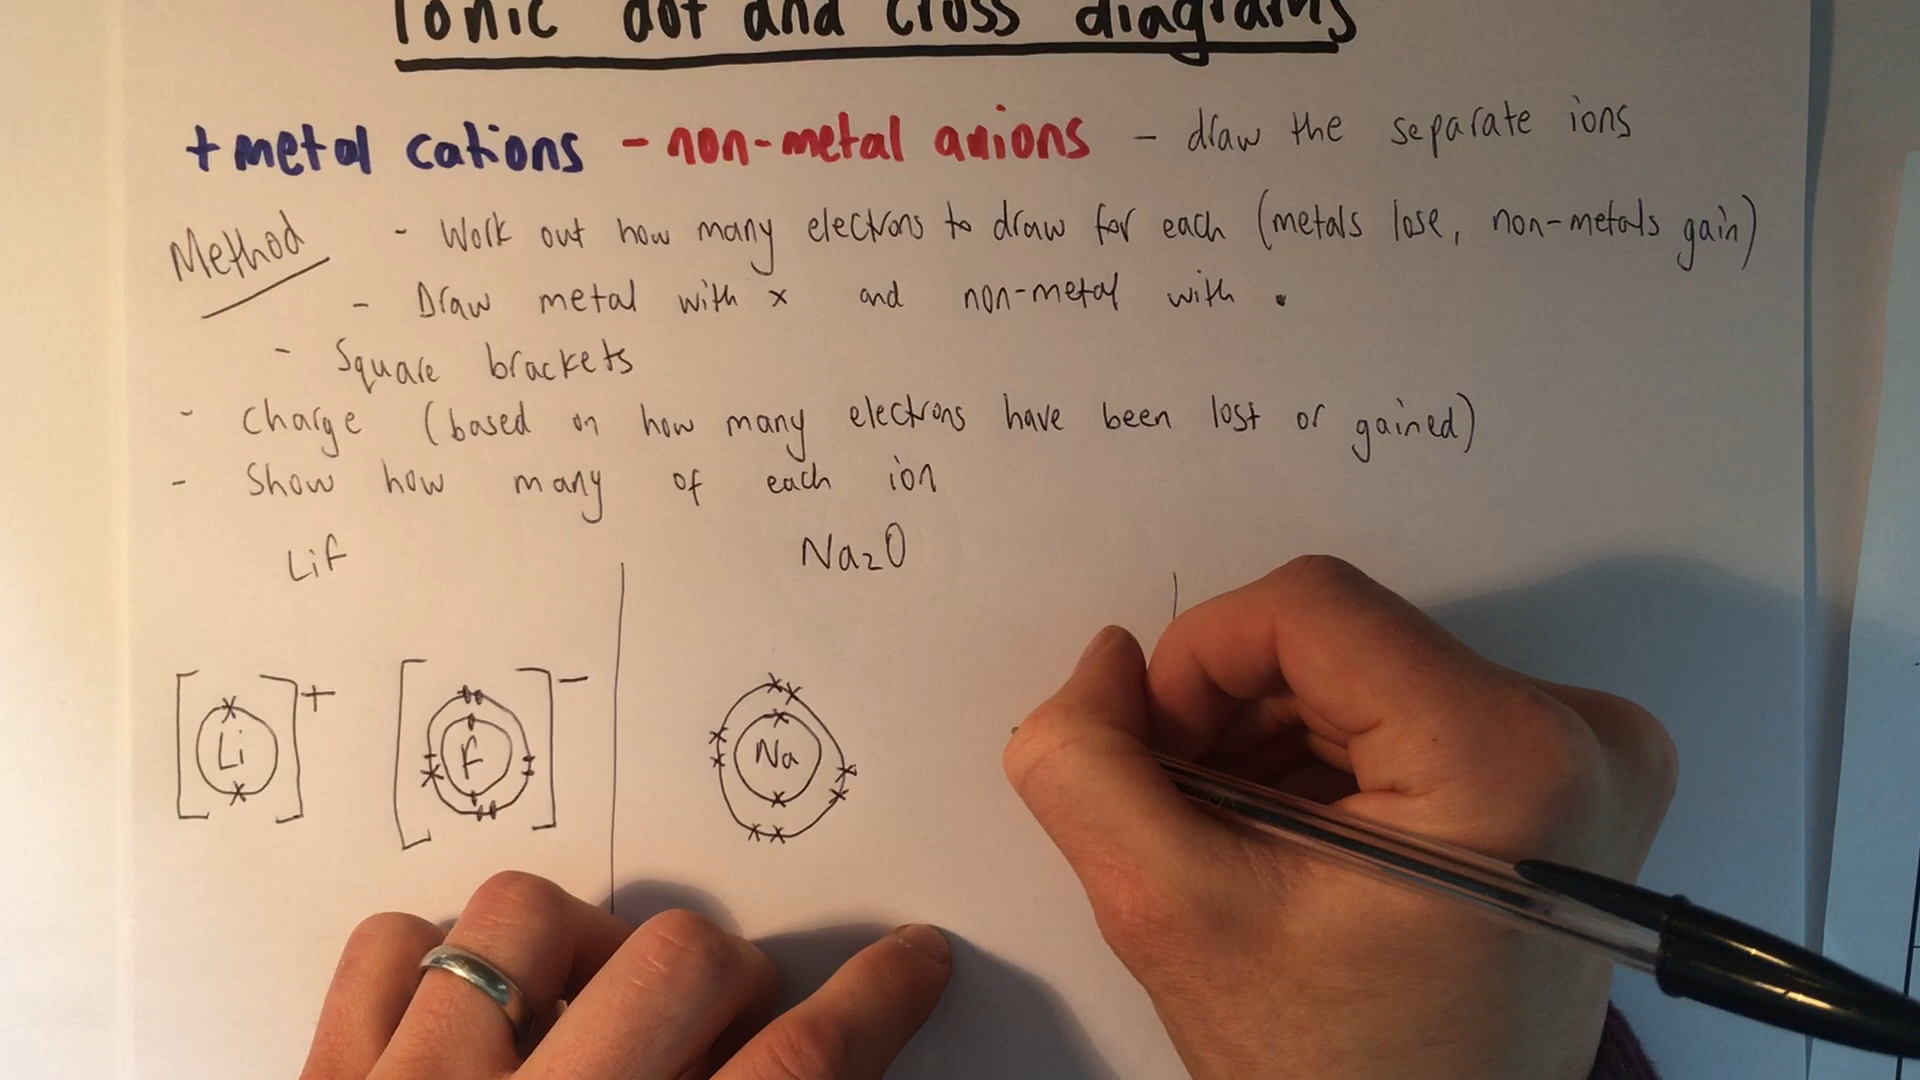 Ionic dot and cross diagrams
+ metal cations - non-metal anions - draw the separate ions
Method - Work out how many electrons to draw for each (metals lose, non-metals gain)
- Draw metal with x and non-metal with •
- Square brackets
- Charge (based on how many electrons have been lost or gained)
- Show how many of each ion
LiF Na₂O
[Li]+ [F]- Na